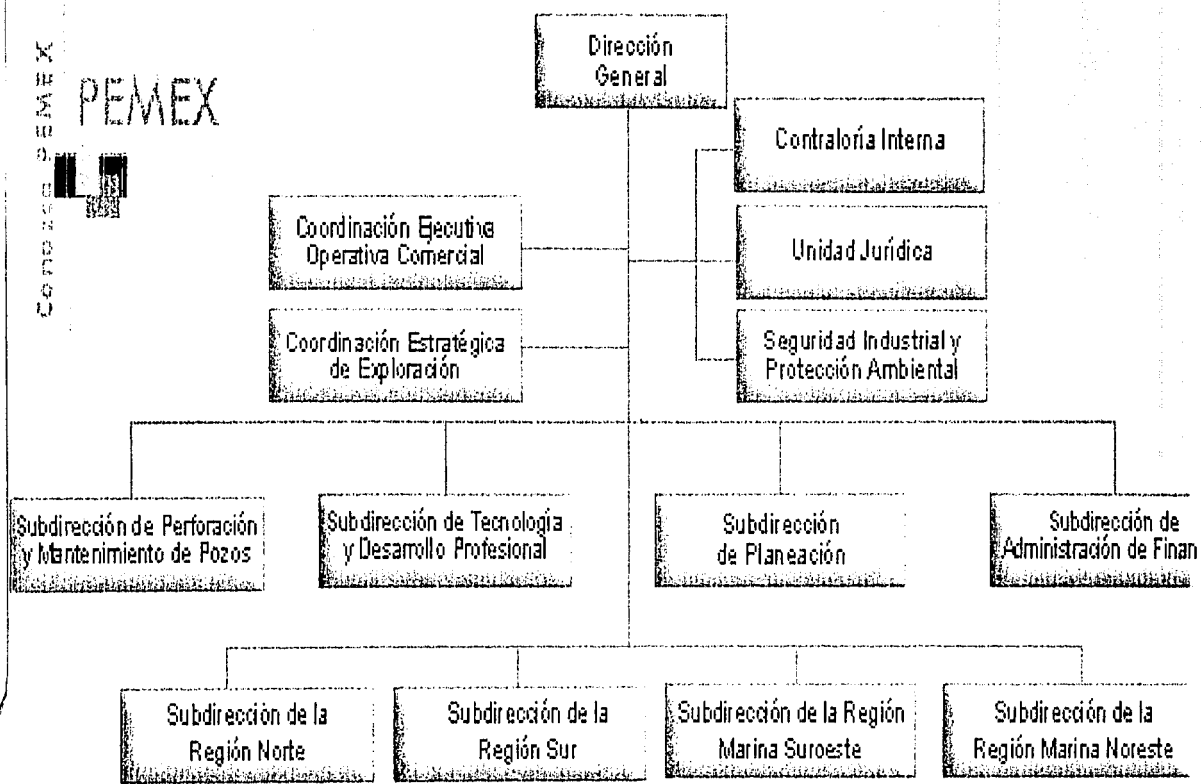 Conozca PEMEX
PEMEX
Dirección
General
Contraloría Interna
Coordinación Ejecutiva
Operativa Comercial
Unidad Jurídica
Coordinación Estratégica
de Exploración
Seguridad Industrial y
Protección Ambiental
Subdirección de Perforación
y Mantenimiento de Pozos
Subdirección de Tecnología
y Desarrollo Profesional
Subdirección
de Planeación
Subdirección de
Administración de Finan
Subdirección de la
Región Norte
Subdirección de la
Región Sur
Subdirección de la Región
Marina Suroeste
Subdirección de la
Región Marina Noreste